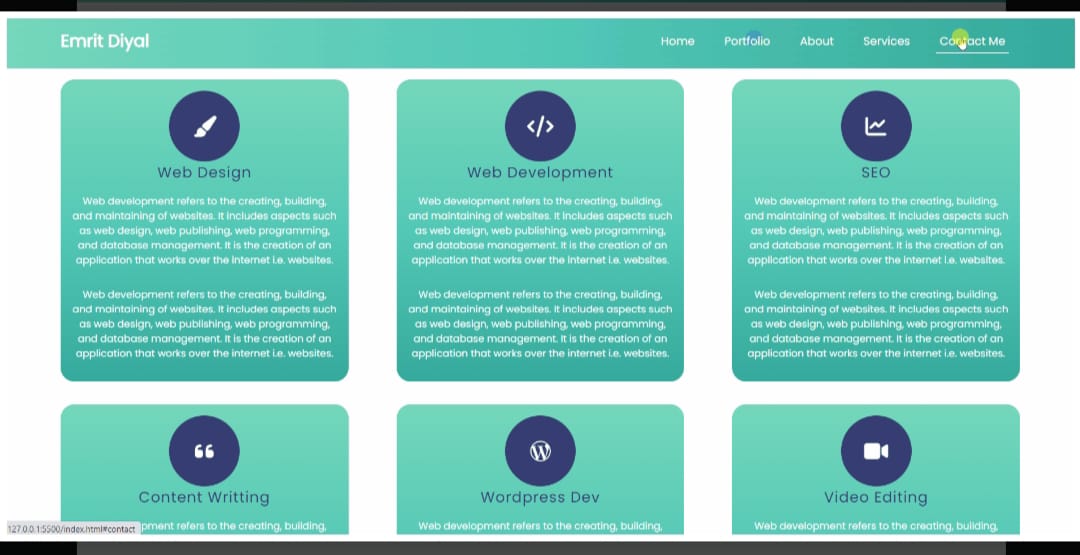 Emrit Diyal
Home Portfolio About Services Contact Me
Web Design
Web development refers to the creating, building,
and maintaining of websites. It includes aspects such
as web design, web publishing, web programming,
and database management. It is the creation of an
application that works over the internet i.e. websites.
Web development refers to the creating, building,
and maintaining of websites. It includes aspects such
as web design, web publishing, web programming,
and database management. It is the creation of an
application that works over the internet i.e. websites.
Web Development
Web development refers to the creating, building,
and maintaining of websites. It includes aspects such
as web design, web publishing, web programming,
and database management. It is the creation of an
application that works over the internet i.e. websites.
Web development refers to the creating, building,
and maintaining of websites. It includes aspects such
as web design, web publishing, web programming,
and database management. It is the creation of an
application that works over the internet i.e. websites.
SEO
Web development refers to the creating, building,
and maintaining of websites. It includes aspects such
as web design, web publishing, web programming,
and database management. It is the creation of an
application that works over the internet i.e. websites.
Web development refers to the creating, building,
and maintaining of websites. It includes aspects such
as web design, web publishing, web programming,
and database management. It is the creation of an
application that works over the internet i.e. websites.
Content Writting
pment refers to the creating, building,
Wordpress Dev
Web development refers to the creating, building,
Video Editing
Web development refers to the creating, building,
127.0.0.1:5500/index.html#contact